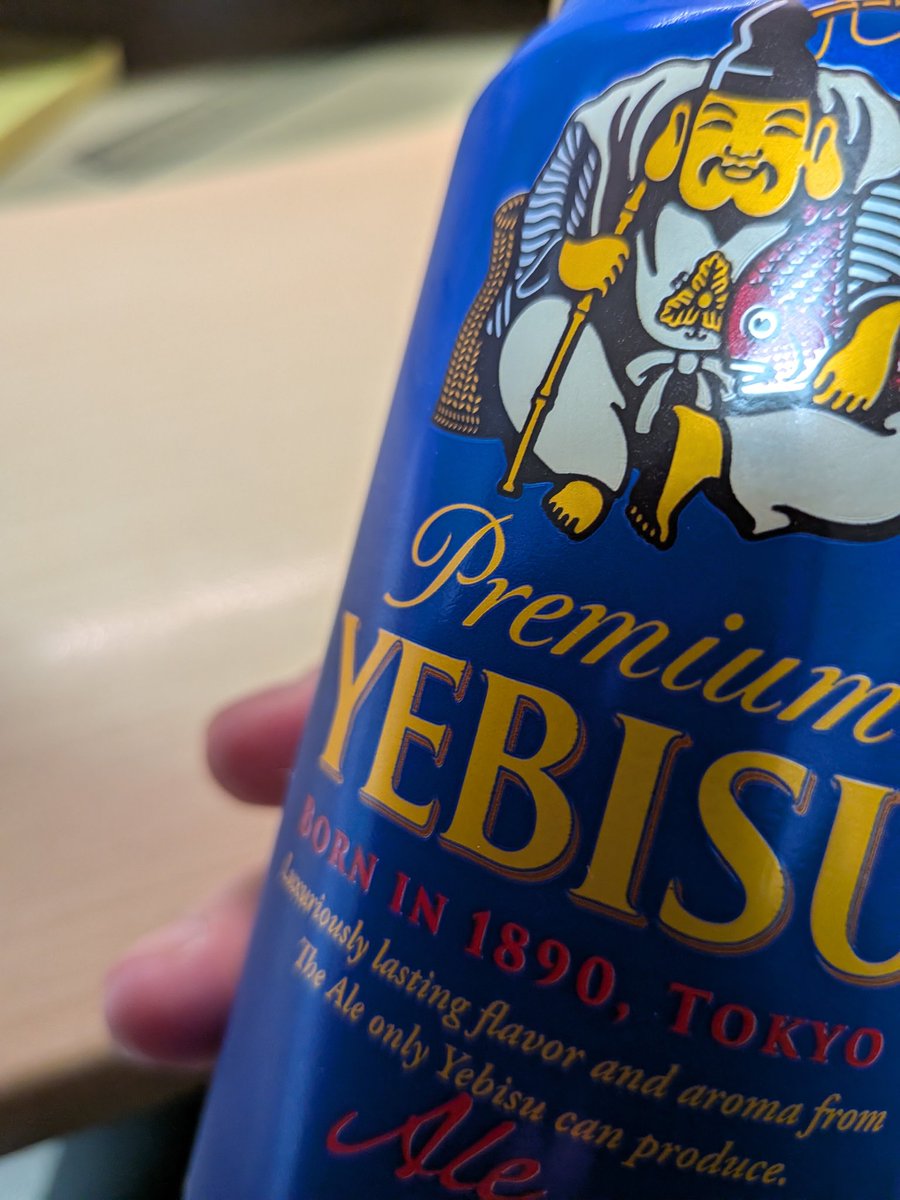 Premium
YEBISU
BORN IN 1890, TOKYO
Luxuriously lasting flavor and aroma from
The Ale only Yebisu can produce.
Ale